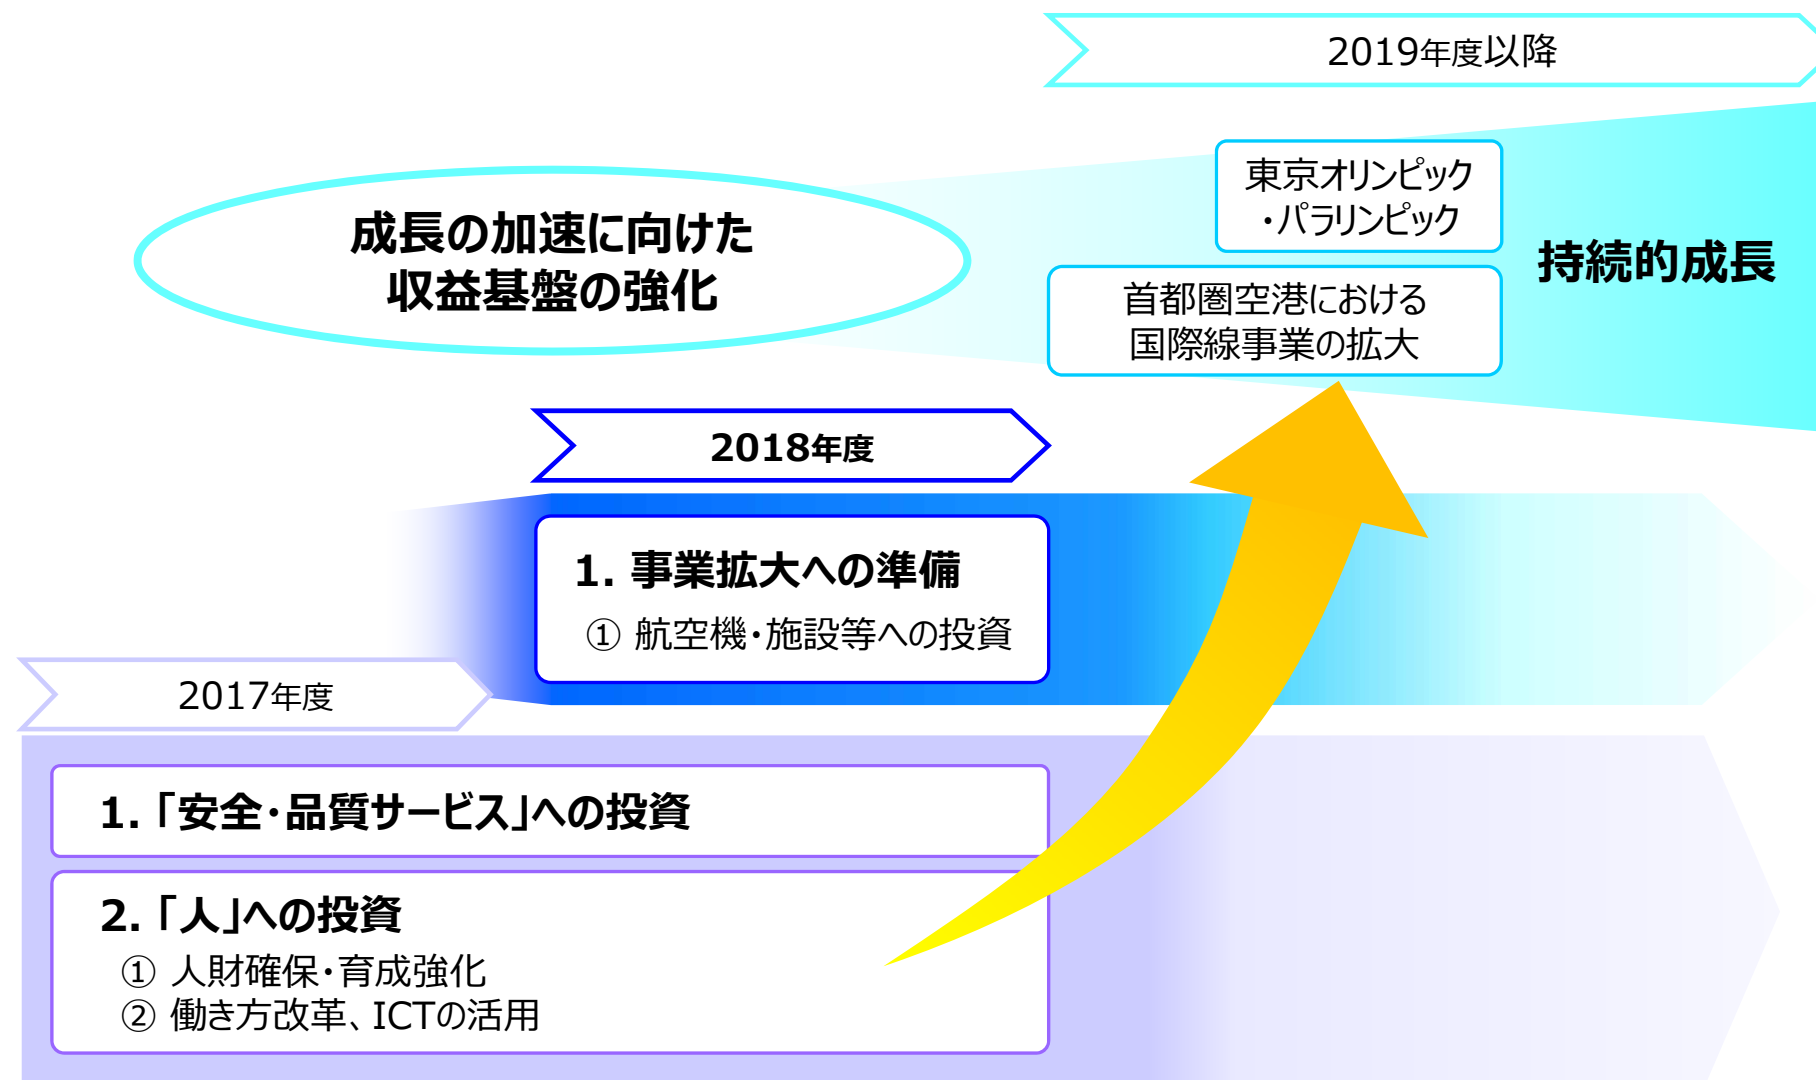 2019年度以降
東京オリンピック
・パラリンピック
成長の加速に向けた
収益基盤の強化
持続的成長
首都圏空港における
国際線事業の拡大
2018年度
1. 事業拡大への準備
① 航空機・施設等への投資
2017年度
1.「安全・品質サービス」への投資
2.「人」への投資
① 人財確保・育成強化
② 働き方改革、ICTの活用